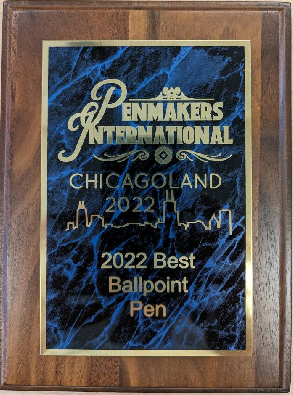 PENMAKERS
INTERNATIONAL
CHICAGOLAND
2022
2022 Best
Ballpoint
Pen